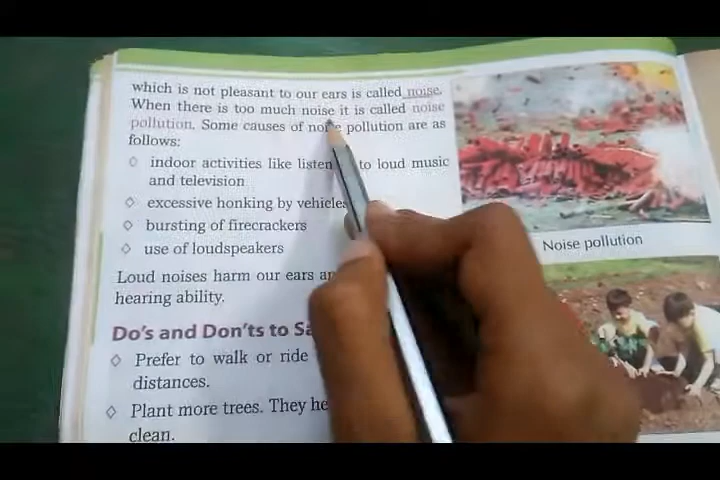 which is not pleasant to our ears is called noise.
When there is too much noise it is called noise
pollution. Some causes of noise pollution are as
follows:
◇ indoor activities like listen to loud music
and television
◇ excessive honking by vehicles
◇ bursting of firecrackers
◇ use of loudspeakers
Loud noises harm our ears an
hearing ability.
Do's and Don'ts to Sa
◇ Prefer to walk or ride
distances.
◇ Plant more trees. They he
clean.
Noise pollution